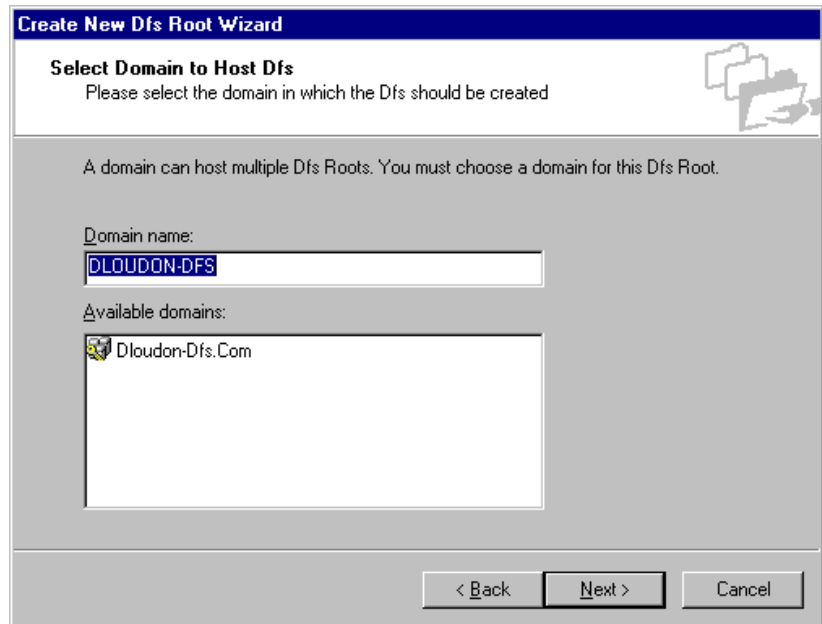 Create New Dfs Root Wizard
Select Domain to Host Dfs
Please select the domain in which the Dfs should be created
A domain can host multiple Dfs Roots. You must choose a domain for this Dfs Root.
Domain name:
DLOUDON-DFS
Available domains:
Dloudon-Dfs.Com
< Back Next > Cancel